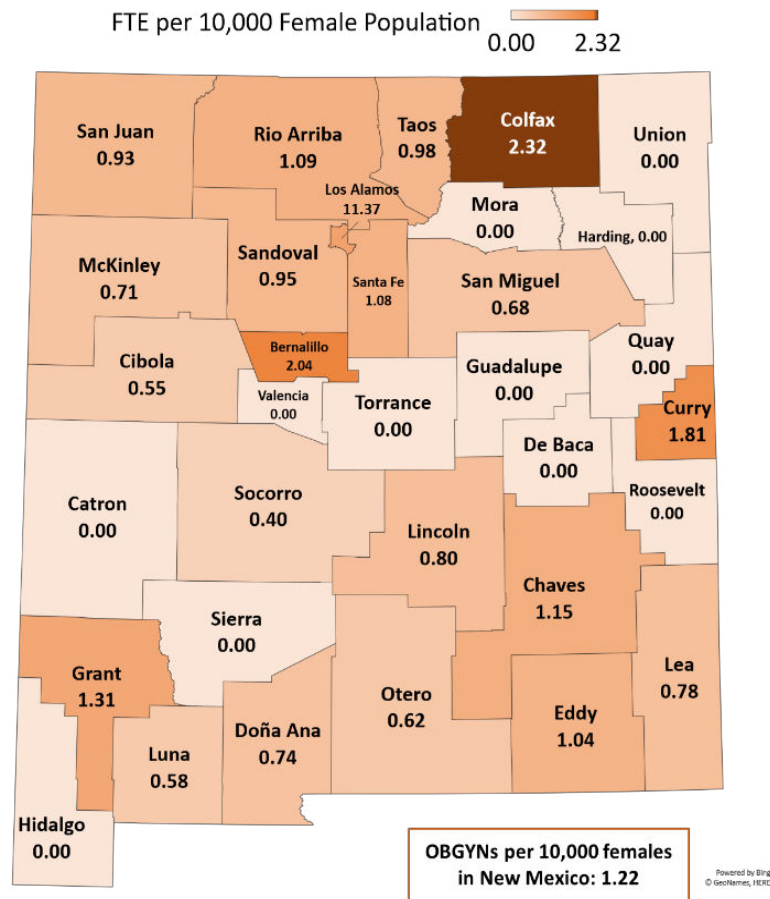 FTE per 10,000 Female Population
0.00 2.32
San Juan
0.93
Rio Arriba
1.09
Taos
0.98
Colfax
2.32
Union
0.00
Los Alamos
11.37
Mora
0.00
Harding, 0.00
McKinley
0.71
Sandoval
0.95
Santa Fe
1.08
San Miguel
0.68
Quay
0.00
Cibola
0.55
Bernalillo
2.04
Guadalupe
0.00
Valencia
0.00
Torrance
0.00
Curry
1.81
De Baca
0.00
Catron
0.00
Socorro
0.40
Roosevelt
0.00
Lincoln
0.80
Chaves
1.15
Sierra
0.00
Grant
1.31
Otero
0.62
Lea
0.78
Doña Ana
0.74
Eddy
1.04
Luna
0.58
Hidalgo
0.00
OBGYNs per 10,000 females
in New Mexico: 1.22
Powered by Bing
© GeoNames, HERE